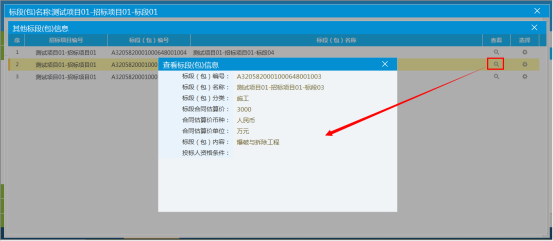 标段(包)名称:测试项目01-招标项目01-标段01
其他标段(包)信息
招标项目编号 标段（包）编号 标段（包）名称 查看 选择
1 测试项目01-招标项目01 A3205820001000648001004 测试项目01-招标项目01-标段04
2 测试项目01-招标项目01 A320582000100
3 测试项目01-招标项目01 A320582000100
查看标段(包)信息
标段（包）编号： A3205820001000648001003
标段（包）名称： 测试项目01-招标项目01-标段03
标段（包）分类： 施工
标段合同估算价： 3000
合同估算价币种： 人民币
合同估算价单位： 万元
标段（包）内容： 爆破与拆除工程
投标人资格条件：